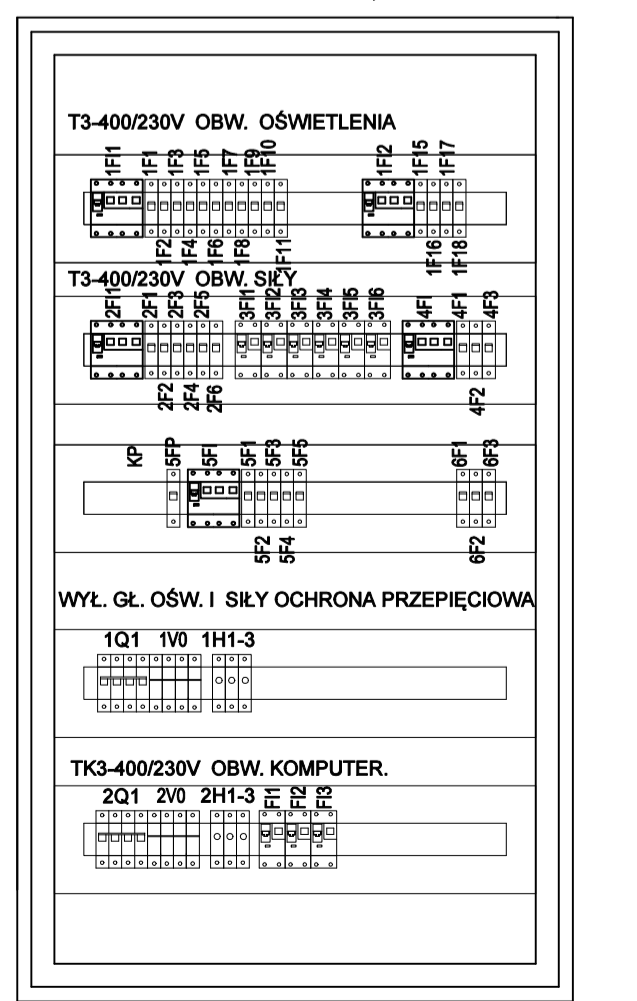 T3-400/230V OBW. OŚWIETLENIA
1FI1 1F1 1F3 1F5 1F7 1F9 1F10 1FI2 1F15 1F17
1F2 1F4 1F6 1F8 1F11 1F16 1F18
T3-400/230V OBW. SIŁY
2FI1 2F1 2F3 2F5 3FI1 3FI2 3FI3 3FI4 3FI5 3FI6 4FI 4F1 4F3
2F2 2F4 2F6 4F2
KP 5FP 5FI 5F1 5F3 5F5 6F1 6F3
5F2 5F4 6F2
WYŁ. GŁ. OŚW. I SIŁY OCHRONA PRZEPIĘCIOWA
1Q1 1V0 1H1-3
TK3-400/230V OBW. KOMPUTER.
2Q1 2V0 2H1-3 FI1 FI2 FI3